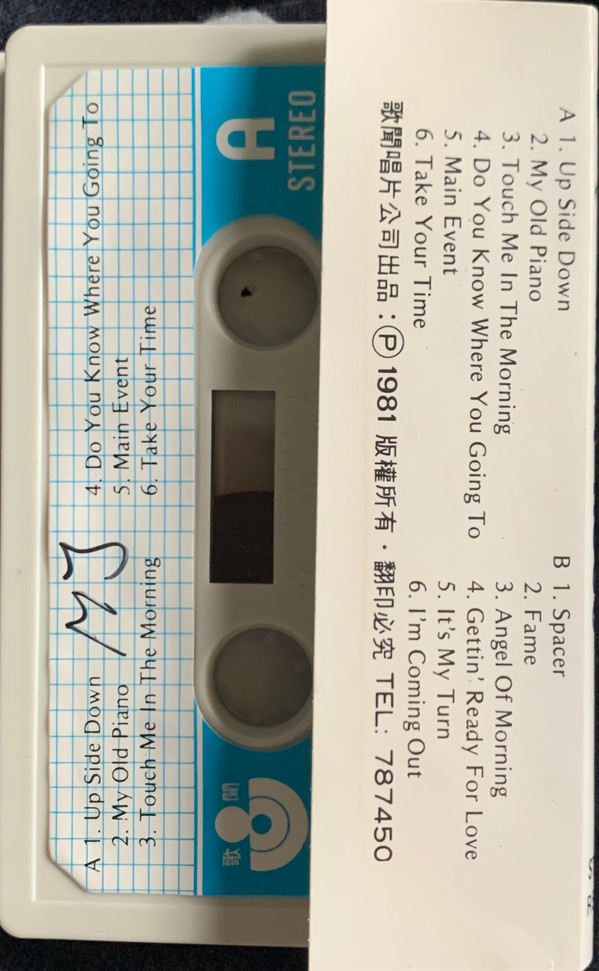 A 1. Up Side Down
2. My Old Piano
3. Touch Me In The Morning
4. Do You Know Where You Going To
5. Main Event
6. Take Your Time
B 1. Spacer
2. Fame
3. Angel Of Morning
4. Gettin' Ready For Love
5. It's My Turn
6. I'm Coming Out
歌聞唱片公司出品：Ⓟ1981 版權所有・翻印必究 TEL: 787450
A 1. Up Side Down
2. My Old Piano
3. Touch Me In The Morning
4. Do You Know Where You Going To
5. Main Event
6. Take Your Time
A
STEREO